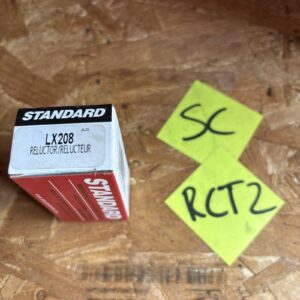 STANDARD
LX208
RELUCTOR/RELUCTEUR
STANDARD
SC
RCT2